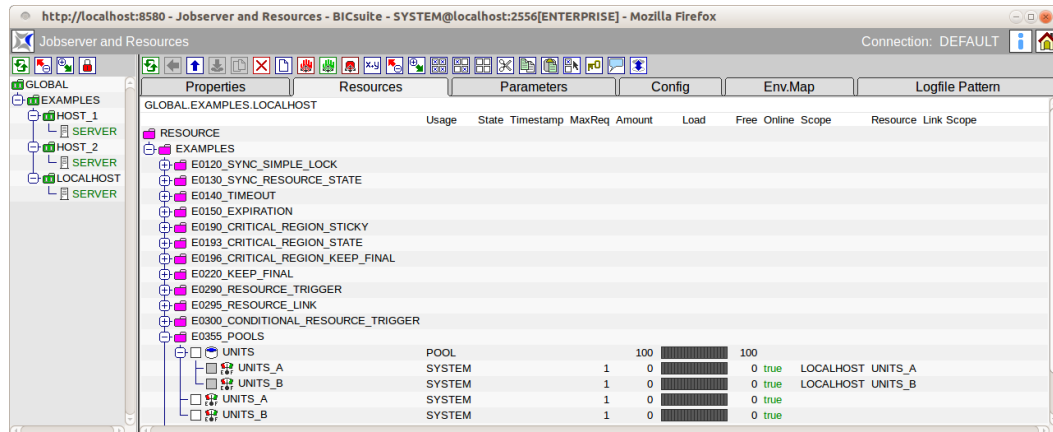 http://localhost:8580 - Jobserver and Resources - BICsuite - SYSTEM@localhost:2556[ENTERPRISE] - Mozilla Firefox
Jobserver and Resources Connection: DEFAULT
GLOBAL
EXAMPLES
HOST_1
SERVER
HOST_2
SERVER
LOCALHOST
SERVER
Properties Resources Parameters Config Env.Map Logfile Pattern
GLOBAL.EXAMPLES.LOCALHOST
Usage State Timestamp MaxReq Amount Load Free Online Scope Resource Link Scope
RESOURCE
EXAMPLES
E0120_SYNC_SIMPLE_LOCK
E0130_SYNC_RESOURCE_STATE
E0140_TIMEOUT
E0150_EXPIRATION
E0190_CRITICAL_REGION_STICKY
E0193_CRITICAL_REGION_STATE
E0196_CRITICAL_REGION_KEEP_FINAL
E0220_KEEP_FINAL
E0290_RESOURCE_TRIGGER
E0295_RESOURCE_LINK
E0300_CONDITIONAL_RESOURCE_TRIGGER
E0355_POOLS
UNITS POOL 100 100
UNITS_A SYSTEM 1 0 0 true LOCALHOST UNITS_A
UNITS_B SYSTEM 1 0 0 true LOCALHOST UNITS_B
UNITS_A SYSTEM 1 0 0 true
UNITS_B SYSTEM 1 0 0 true